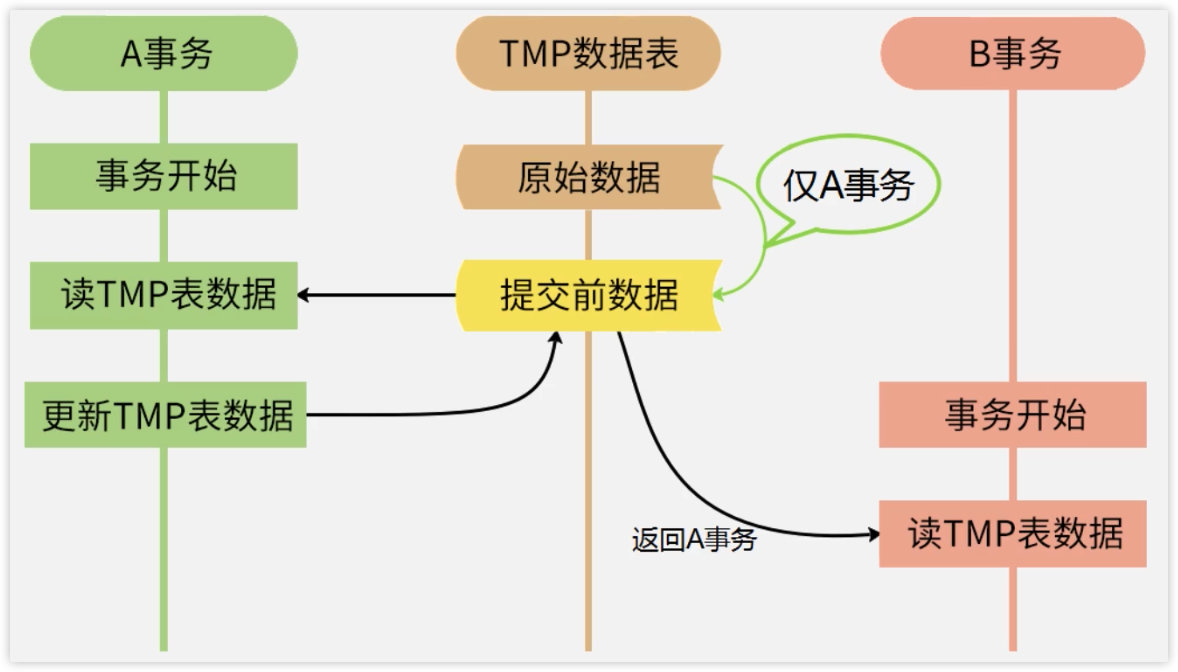 A事务
TMP数据表
B事务
事务开始
原始数据
仅A事务
读TMP表数据
提交前数据
更新TMP表数据
事务开始
返回A事务
读TMP表数据